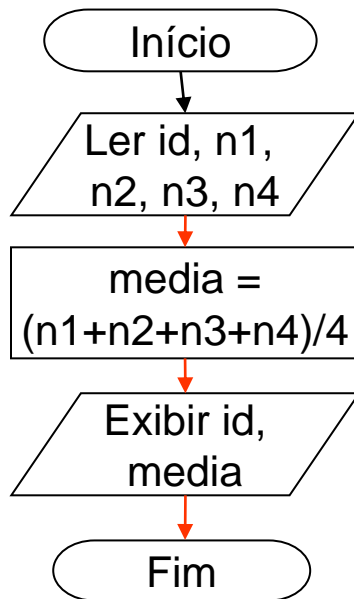 Início
Ler id, n1,
n2, n3, n4
media =
(n1+n2+n3+n4)/4
Exibir id,
media
Fim